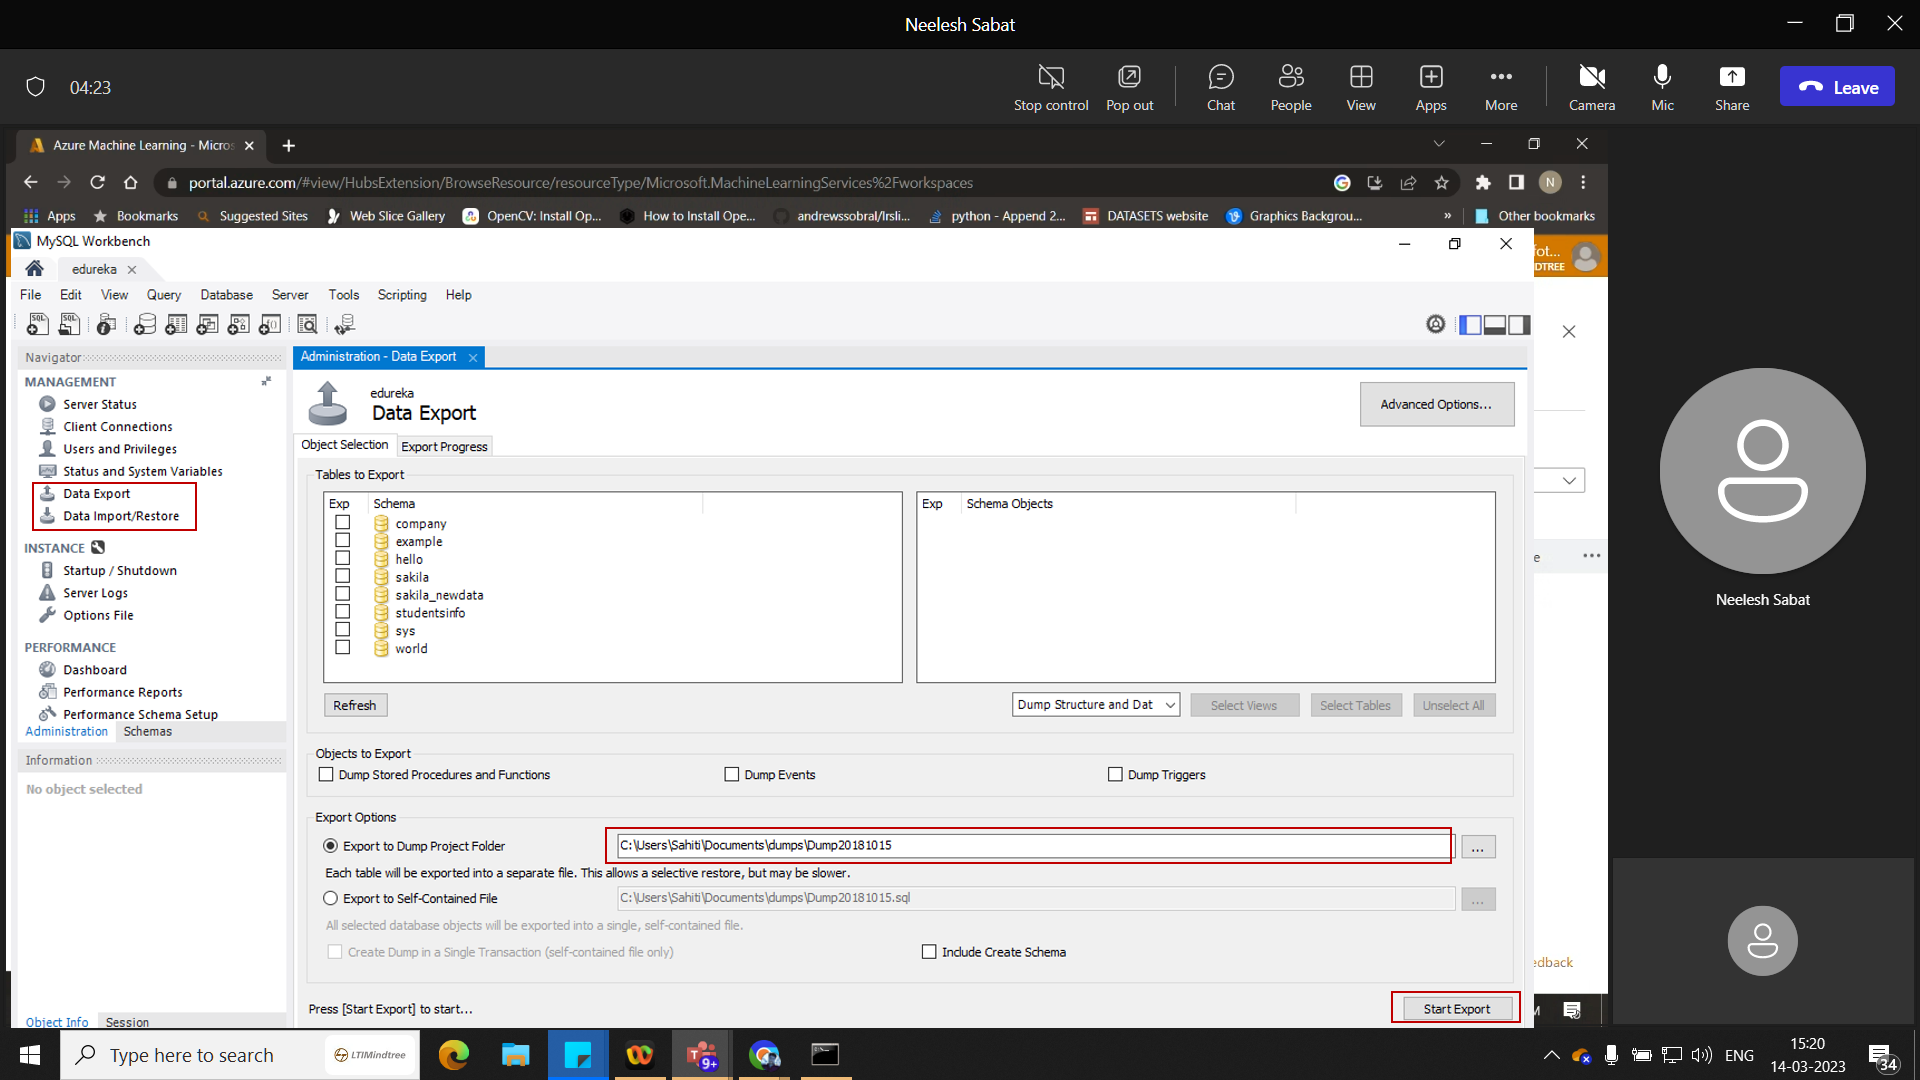 Neelesh Sabat
04:23
Stop control
Pop out
Chat
People
View
Apps
More
Camera
Mic
Share
Leave
Azure Machine Learning - Micros
portal.azure.com/#view/HubsExtension/BrowseResource/resourceType/Microsoft.MachineLearningServices%2Fworkspaces
N
Apps
Bookmarks
Suggested Sites
Web Slice Gallery
OpenCV: Install Op...
How to Install Ope...
andrewssobral/lrsli...
python - Append 2...
DATASETS website
Graphics Backgrou...
»
Other bookmarks
MySQL Workbench
edureka
File Edit View Query Database Server Tools Scripting Help
Navigator
MANAGEMENT
Server Status
Client Connections
Users and Privileges
Status and System Variables
Data Export
Data Import/Restore
INSTANCE
Startup / Shutdown
Server Logs
Options File
PERFORMANCE
Dashboard
Performance Reports
Performance Schema Setup
Administration Schemas
Information
No object selected
Object Info Session
Administration - Data Export
edureka
Data Export
Advanced Options...
Object Selection Export Progress
Tables to Export
Exp Schema
company
example
hello
sakila
sakila_newdata
studentsinfo
sys
world
Exp Schema Objects
Refresh
Dump Structure and Dat
Select Views
Select Tables
Unselect All
Objects to Export
Dump Stored Procedures and Functions
Dump Events
Dump Triggers
Export Options
Export to Dump Project Folder
C:\Users\Sahiti\Documents\dumps\Dump20181015
...
Each table will be exported into a separate file. This allows a selective restore, but may be slower.
Export to Self-Contained File
C:\Users\Sahiti\Documents\dumps\Dump20181015.sql
...
All selected database objects will be exported into a single, self-contained file.
Create Dump in a Single Transaction (self-contained file only)
Include Create Schema
Press [Start Export] to start...
Start Export
fot...
DTREE
e
edback
M
Neelesh Sabat
Type here to search
LTIMindtree
9+
ENG
15:20
14-03-2023
34